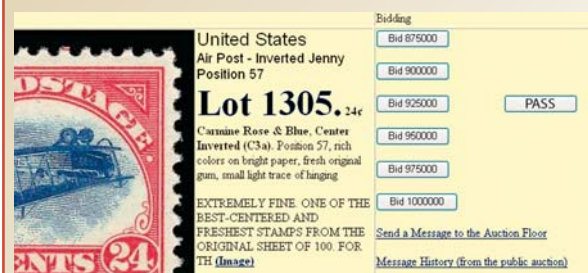 Bidding
United States
Air Post - Inverted Jenny
Position 57
Lot 1305. 24¢
Carmine Rose & Blue, Center
Inverted (C3a). Position 57, rich
colors on bright paper, fresh original
gum, small light trace of hinging
EXTREMELY FINE. ONE OF THE
BEST-CENTERED AND
FRESHEST STAMPS FROM THE
ORIGINAL SHEET OF 100. FOR
TH (Image)
Bid 875000
Bid 900000
Bid 925000
PASS
Bid 950000
Bid 975000
Bid 1000000
Send a Message to the Auction Floor
Message History (from the public auction)
OSTAGE
ENTS 24